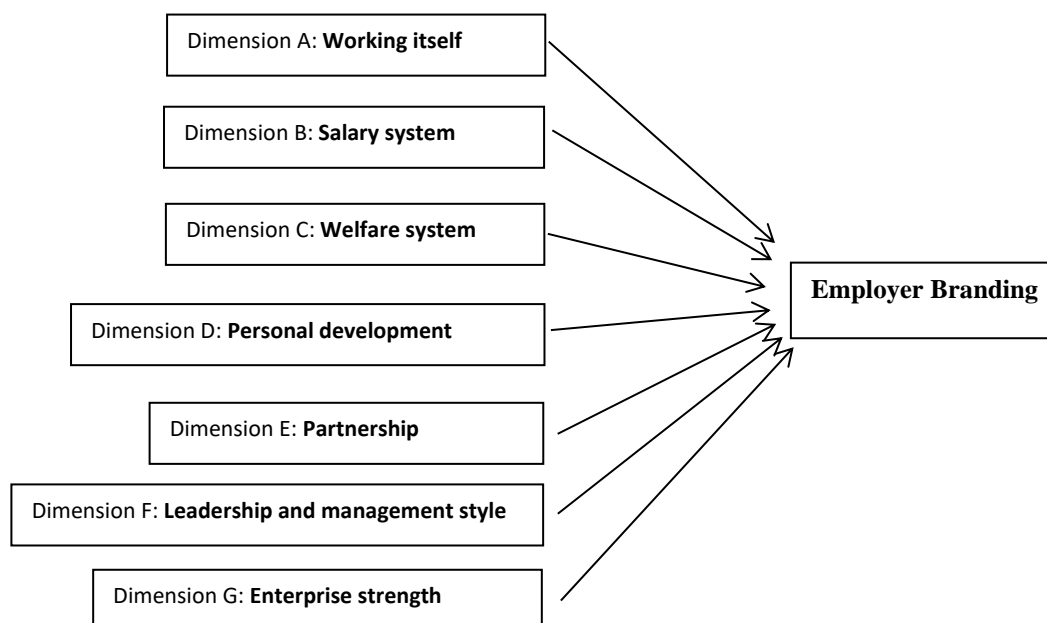 Dimension A: Working itself
Dimension B: Salary system
Dimension C: Welfare system
Dimension D: Personal development
Dimension E: Partnership
Dimension F: Leadership and management style
Dimension G: Enterprise strength
Employer Branding